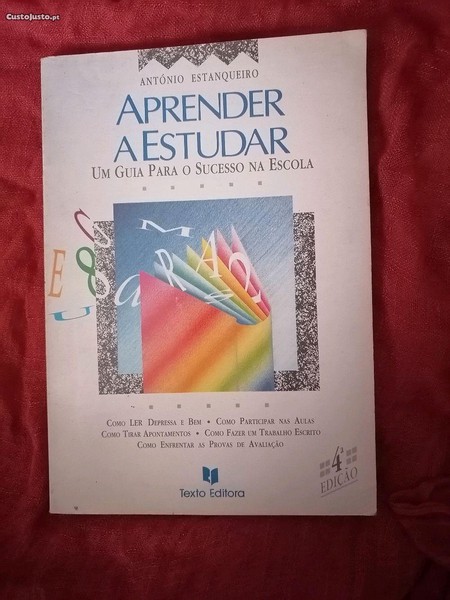 CustoJusto.pt
ANTÓNIO ESTANQUEIRO
APRENDER
A ESTUDAR
UM GUIA PARA O SUCESSO NA ESCOLA
COMO LER DEPRESSA E BEM • COMO PARTICIPAR NAS AULAS
COMO TIRAR APONTAMENTOS • COMO FAZER UM TRABALHO ESCRITO
COMO ENFRENTAR AS PROVAS DE AVALIAÇÃO
4ª
EDIÇÃO
Texto Editora